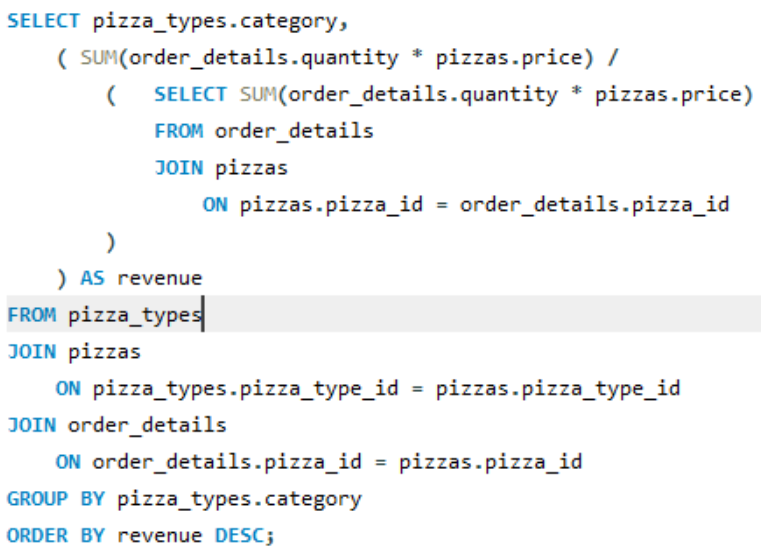 SELECT pizza_types.category,
( SUM(order_details.quantity * pizzas.price) /
( SELECT SUM(order_details.quantity * pizzas.price)
FROM order_details
JOIN pizzas
ON pizzas.pizza_id = order_details.pizza_id
)
) AS revenue
FROM pizza_types
JOIN pizzas
ON pizza_types.pizza_type_id = pizzas.pizza_type_id
JOIN order_details
ON order_details.pizza_id = pizzas.pizza_id
GROUP BY pizza_types.category
ORDER BY revenue DESC;